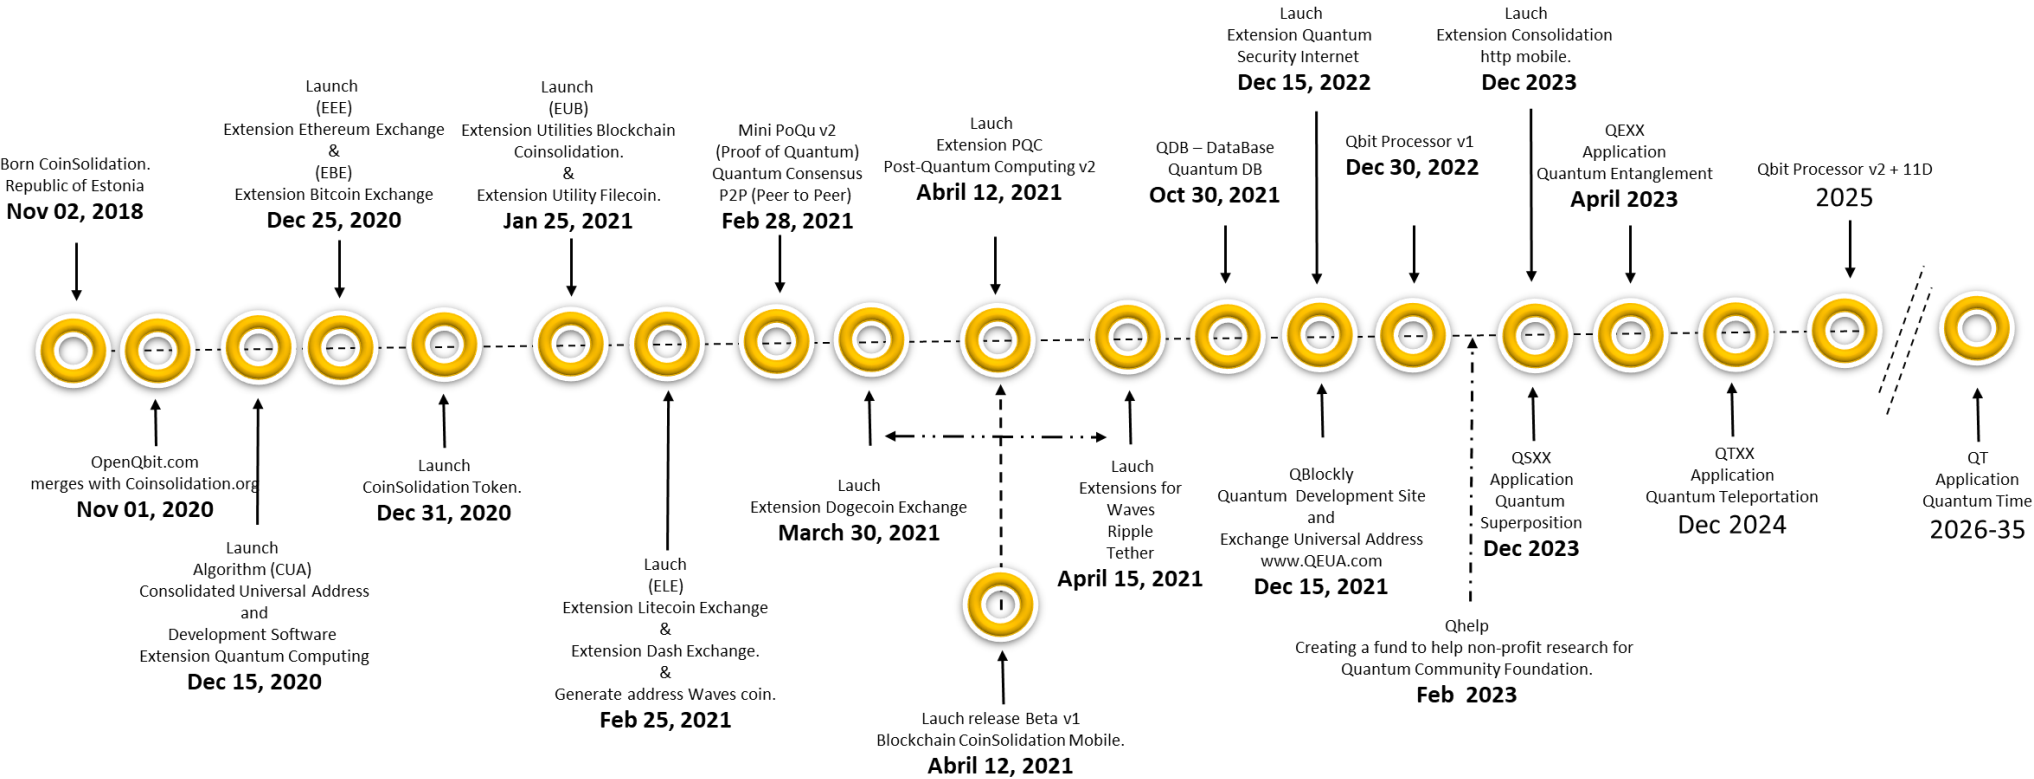 Born CoinSolidation.
Republic of Estonia
Nov 02, 2018
OpenQbit.com
merges with Coinsolidation.org
Nov 01, 2020
Launch
Algorithm (CUA)
Consolidated Universal Address
and
Development Software
Extension Quantum Computing
Dec 15, 2020
Launch
(EEE)
Extension Ethereum Exchange
&
(EBE)
Extension Bitcoin Exchange
Dec 25, 2020
Launch
CoinSolidation Token.
Dec 31, 2020
Launch
(EUB)
Extension Utilities Blockchain
Coinsolidation.
&
Extension Utility Filecoin.
Jan 25, 2021
Lauch
(ELE)
Extension Litecoin Exchange
&
Extension Dash Exchange.
&
Generate address Waves coin.
Feb 25, 2021
Mini PoQu v2
(Proof of Quantum)
Quantum Consensus
P2P (Peer to Peer)
Feb 28, 2021
Lauch
Extension Dogecoin Exchange
March 30, 2021
Lauch
Extension PQC
Post-Quantum Computing v2
Abril 12, 2021
Lauch release Beta v1
Blockchain CoinSolidation Mobile.
Abril 12, 2021
Lauch
Extensions for
Waves
Ripple
Tether
April 15, 2021
QDB – DataBase
Quantum DB
Oct 30, 2021
Lauch
Extension Quantum
Security Internet
Dec 15, 2022
QBlockly
Quantum Development Site
and
Exchange Universal Address
www.QEUA.com
Dec 15, 2021
Qbit Processor v1
Dec 30, 2022
Qhelp
Creating a fund to help non-profit research for
Quantum Community Foundation.
Feb 2023
Lauch
Extension Consolidation
http mobile.
Dec 2023
QSXX
Application
Quantum
Superposition
Dec 2023
QEXX
Application
Quantum Entanglement
April 2023
QTXX
Application
Quantum Teleportation
Dec 2024
Qbit Processor v2 + 11D
2025
QT
Application
Quantum Time
2026-35